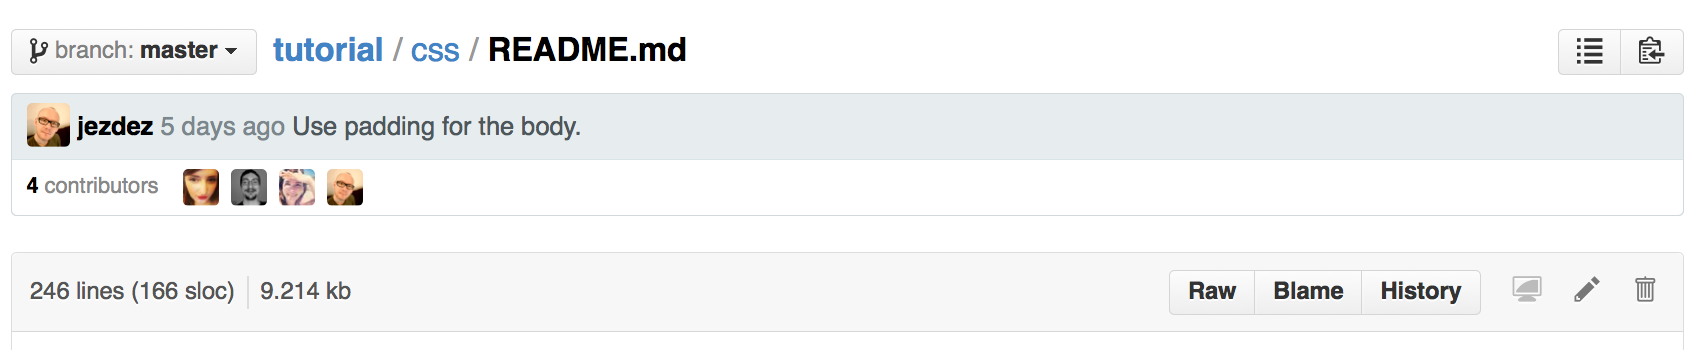 branch: master tutorial / css / README.md
jezdez 5 days ago Use padding for the body.
4 contributors
246 lines (166 sloc) 9.214 kb Raw Blame History